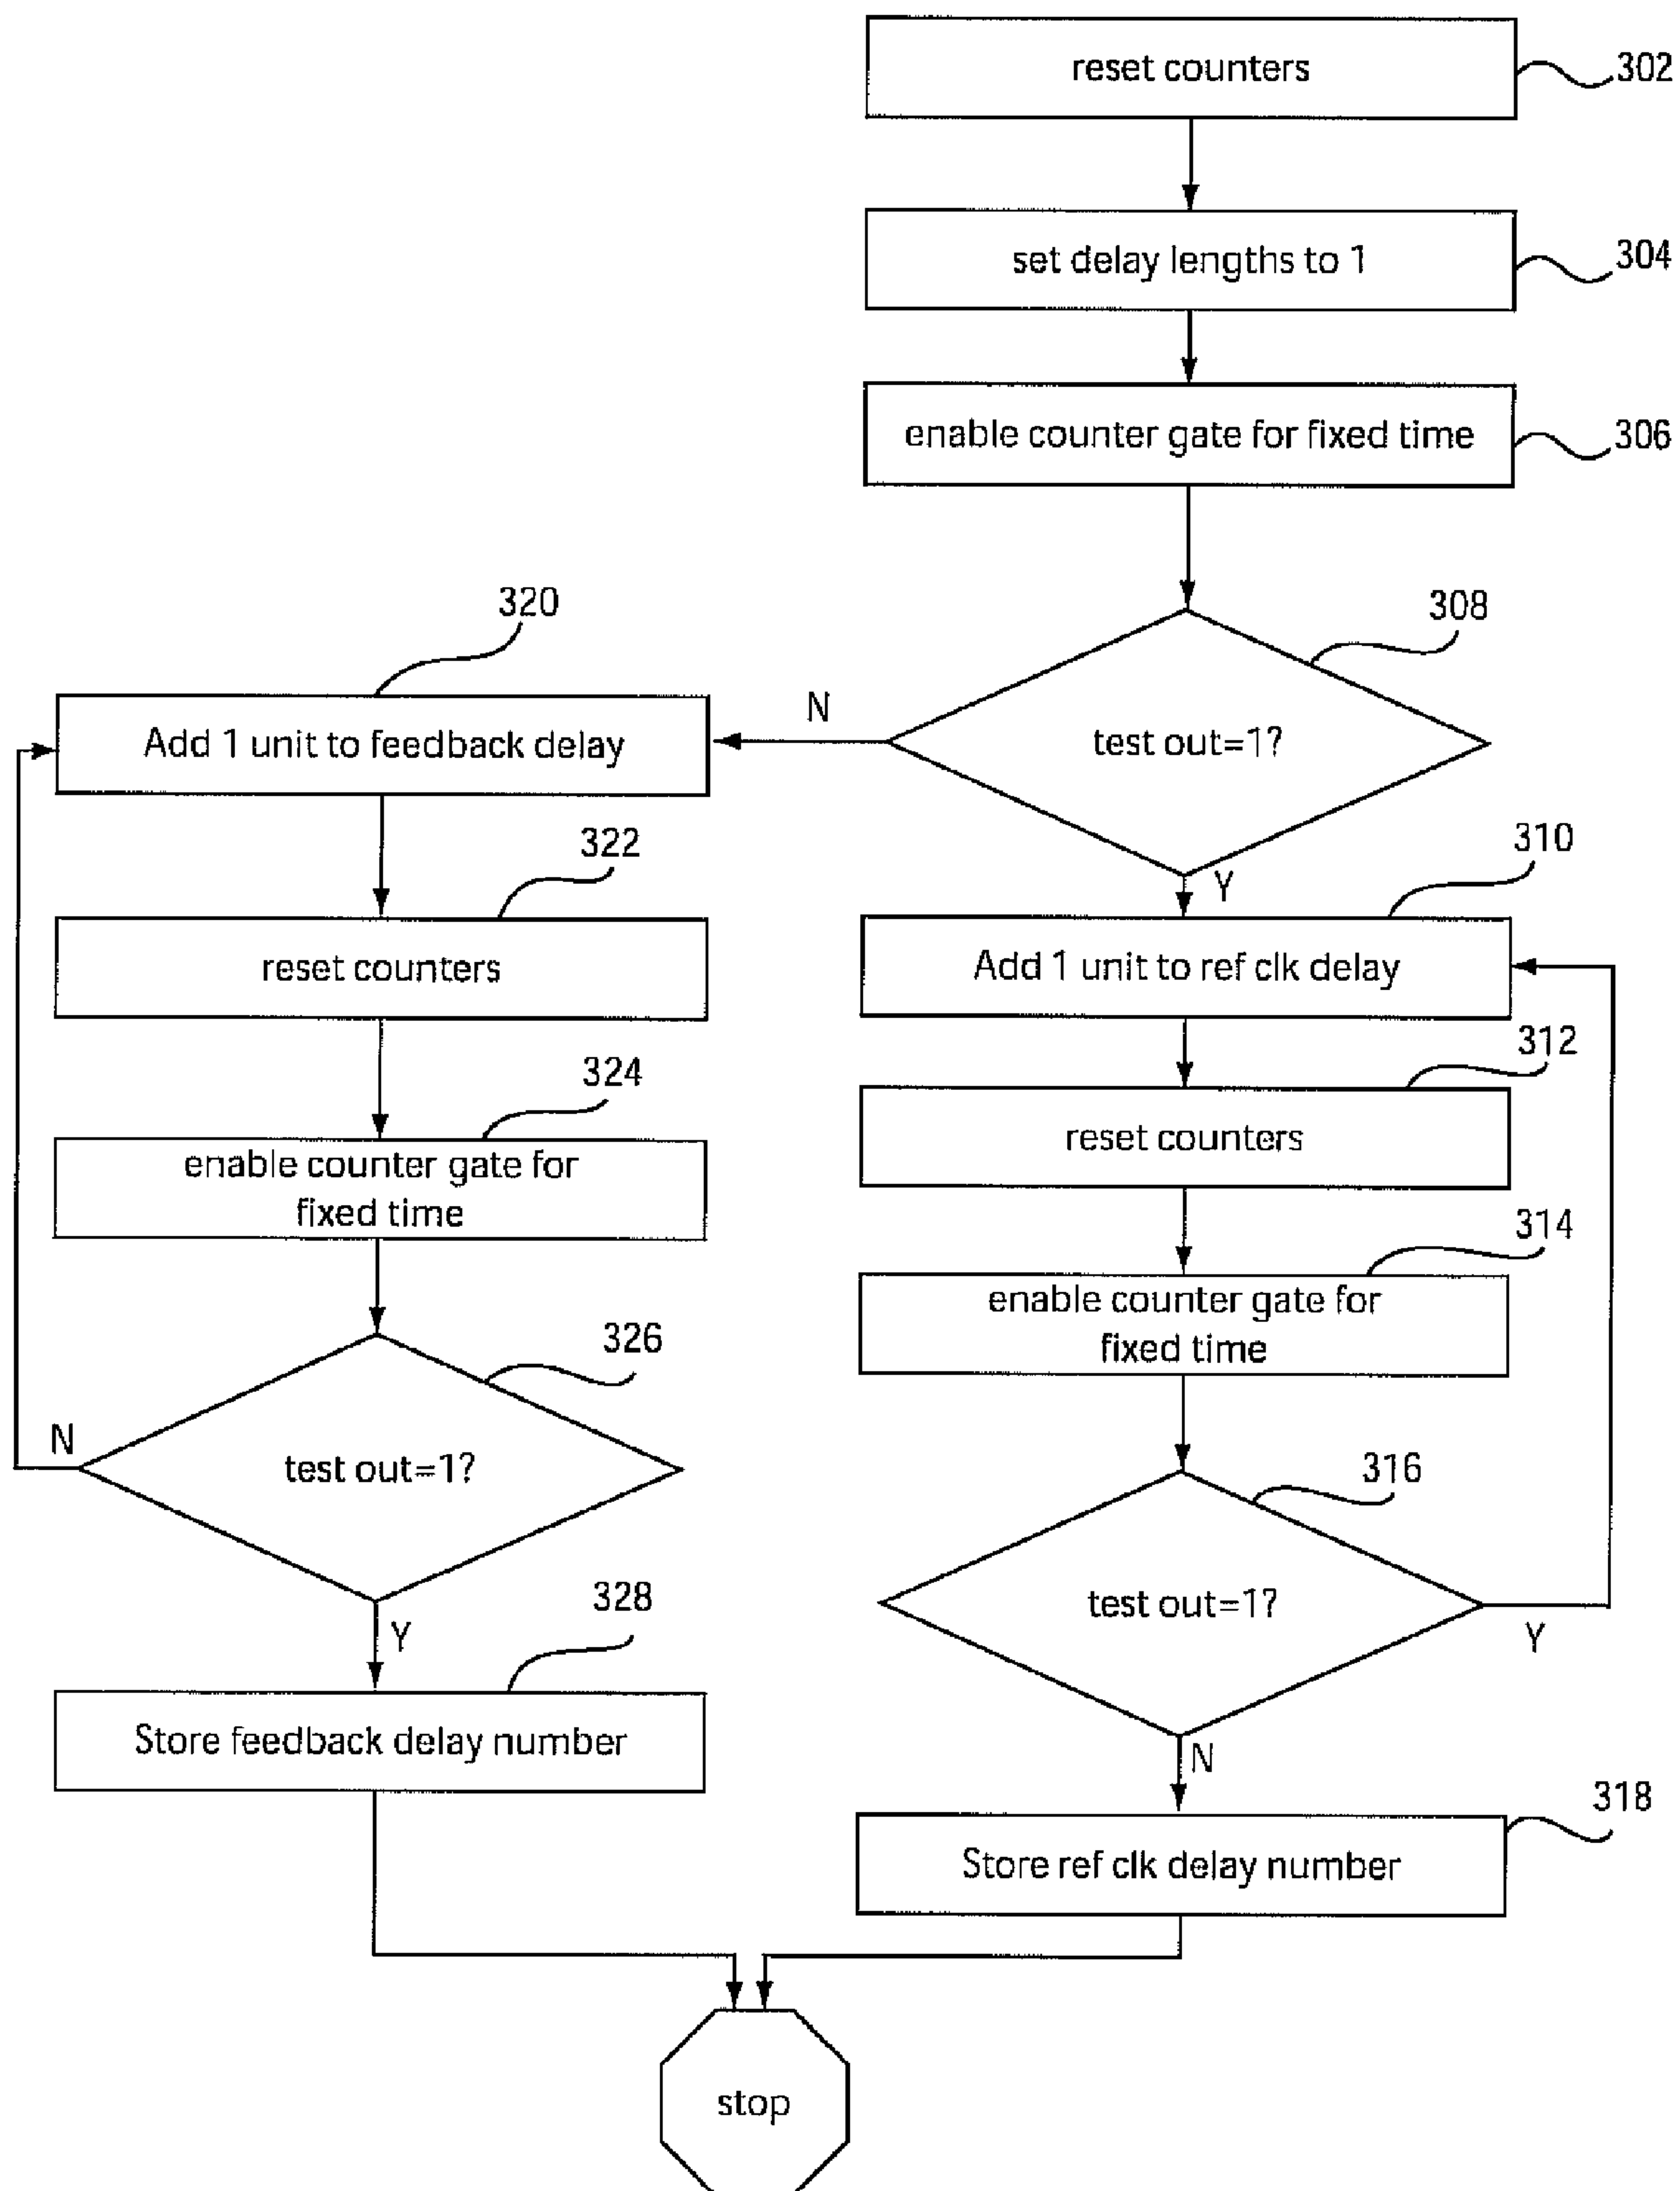 reset counters
302
set delay lengths to 1
304
enable counter gate for fixed time
306
308
test out=1?
N
Y
320
Add 1 unit to feedback delay
322
reset counters
324
enable counter gate for
fixed time
326
test out=1?
N
Y
328
Store feedback delay number
310
Add 1 unit to ref clk delay
312
reset counters
314
enable counter gate for
fixed time
316
test out=1?
Y
N
318
Store ref clk delay number
stop